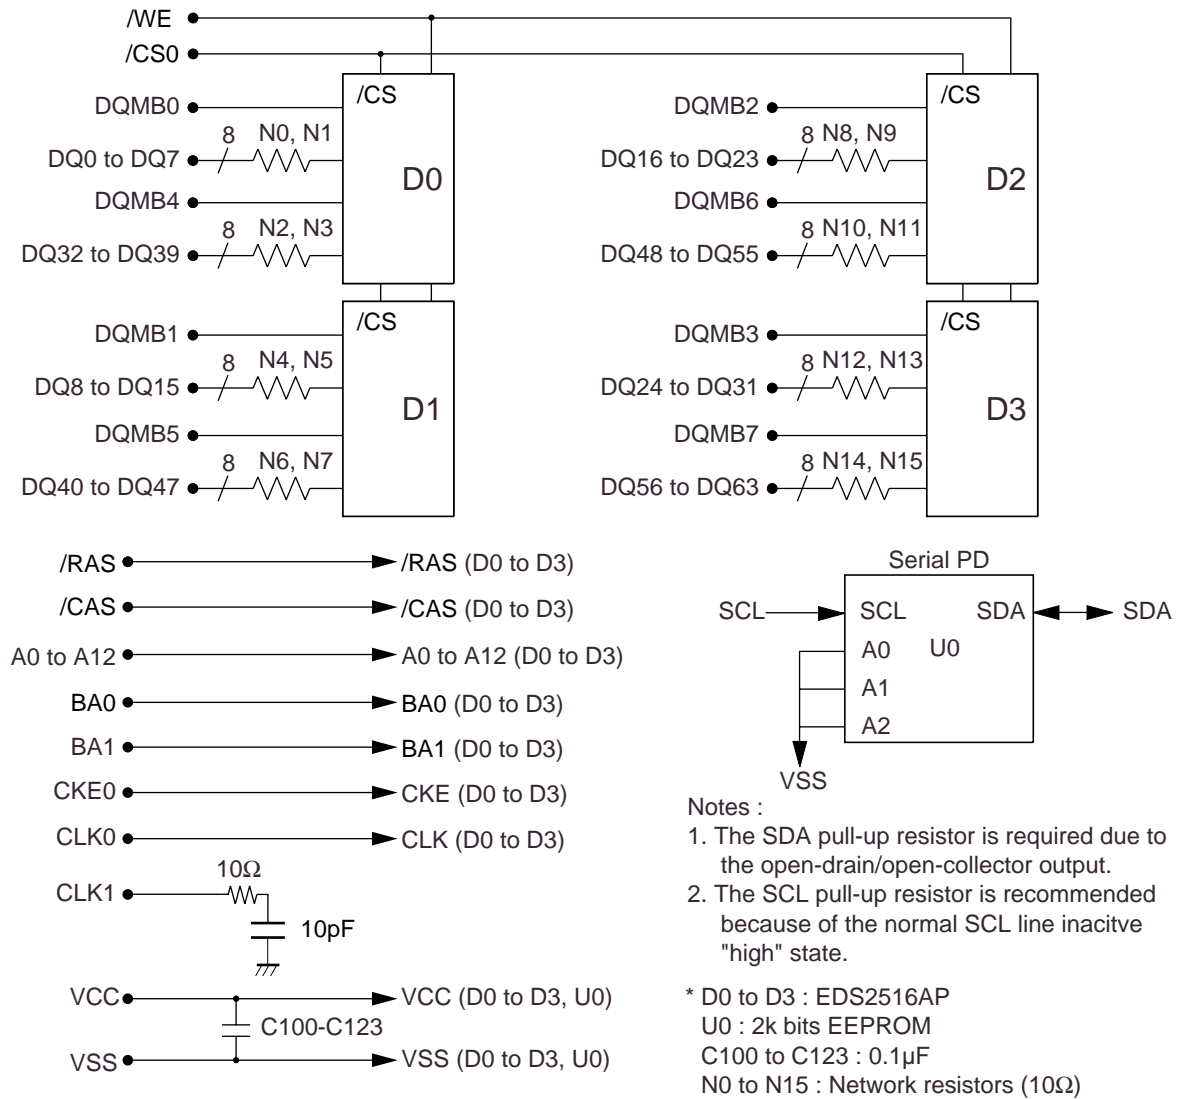 /WE
/CS0
/CS
DQMB0
8 N0, N1
DQ0 to DQ7
D0
DQMB4
8 N2, N3
DQ32 to DQ39
/CS
DQMB1
8 N4, N5
DQ8 to DQ15
D1
DQMB5
8 N6, N7
DQ40 to DQ47
/CS
DQMB2
8 N8, N9
DQ16 to DQ23
D2
DQMB6
8 N10, N11
DQ48 to DQ55
/CS
DQMB3
8 N12, N13
DQ24 to DQ31
D3
DQMB7
8 N14, N15
DQ56 to DQ63
/RAS /RAS (D0 to D3)
/CAS /CAS (D0 to D3)
A0 to A12 A0 to A12 (D0 to D3)
BA0 BA0 (D0 to D3)
BA1 BA1 (D0 to D3)
CKE0 CKE (D0 to D3)
CLK0 CLK (D0 to D3)
10Ω
CLK1
10pF
VCC VCC (D0 to D3, U0)
C100-C123
VSS VSS (D0 to D3, U0)
Serial PD
SCL SCL SDA SDA
A0 U0
A1
A2
VSS
Notes :
1. The SDA pull-up resistor is required due to
the open-drain/open-collector output.
2. The SCL pull-up resistor is recommended
because of the normal SCL line inacitve
"high" state.
* D0 to D3 : EDS2516AP
U0 : 2k bits EEPROM
C100 to C123 : 0.1µF
N0 to N15 : Network resistors (10Ω)